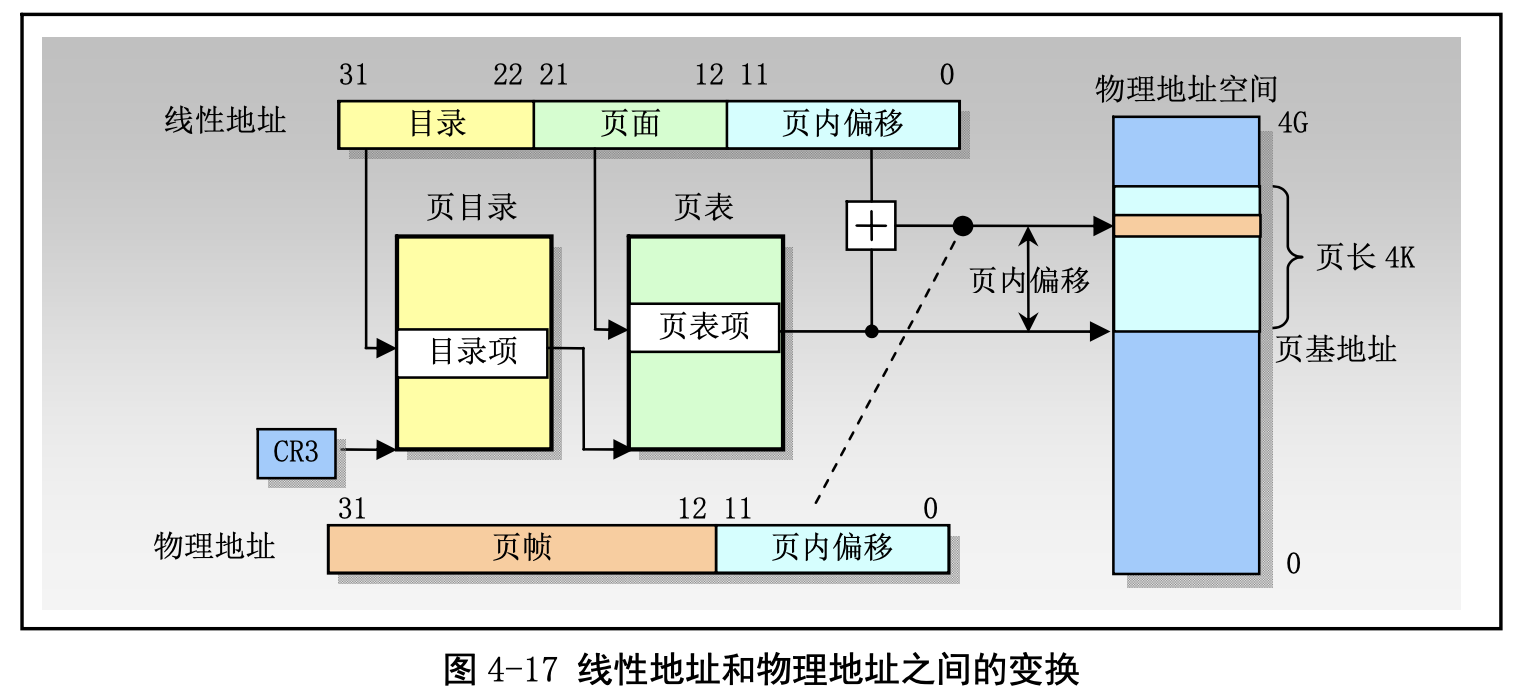 31 22 21 12 11 0
物理地址空间
线性地址 目录 页面 页内偏移
4G
页目录 页表
+
页内偏移
页长 4K
页表项
目录项
页基地址
CR3
31 12 11 0
物理地址 页帧 页内偏移
0
图 4-17 线性地址和物理地址之间的变换